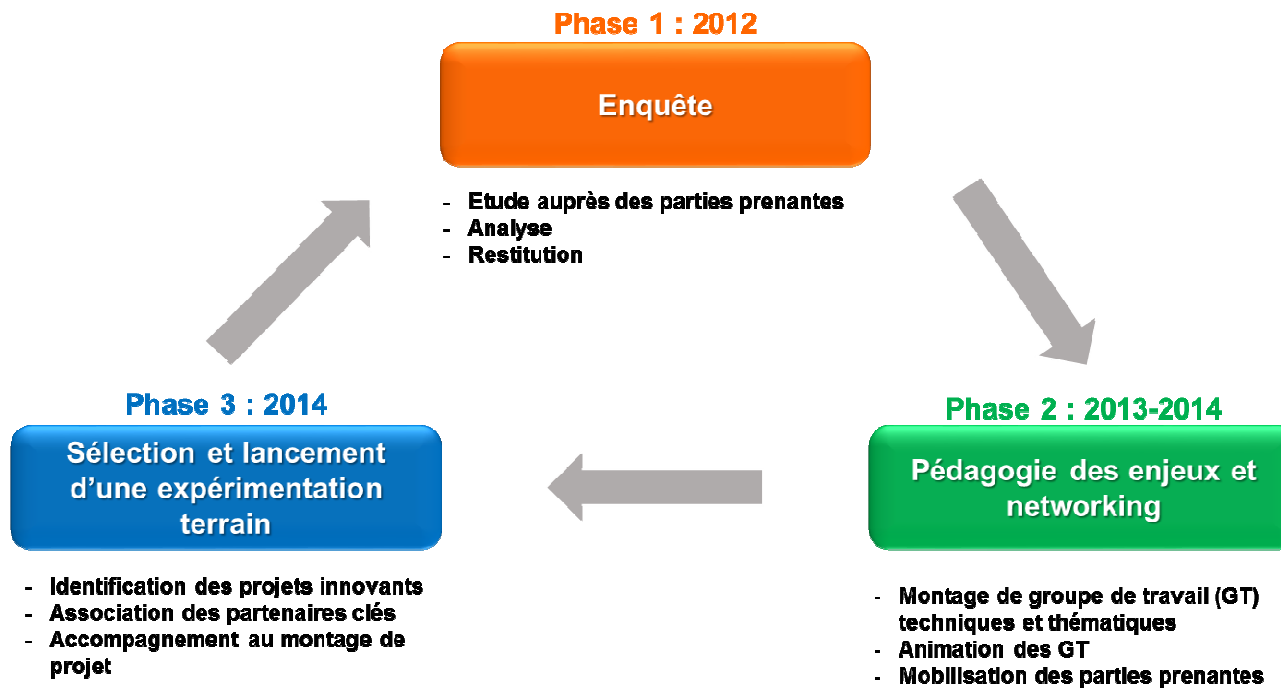 Phase 1 : 2012
Enquête
- Etude auprès des parties prenantes
- Analyse
- Restitution
Phase 2 : 2013-2014
Pédagogie des enjeux et
networking
- Montage de groupe de travail (GT)
techniques et thématiques
- Animation des GT
- Mobilisation des parties prenantes
Phase 3 : 2014
Sélection et lancement
d’une expérimentation
terrain
- Identification des projets innovants
- Association des partenaires clés
- Accompagnement au montage de
projet